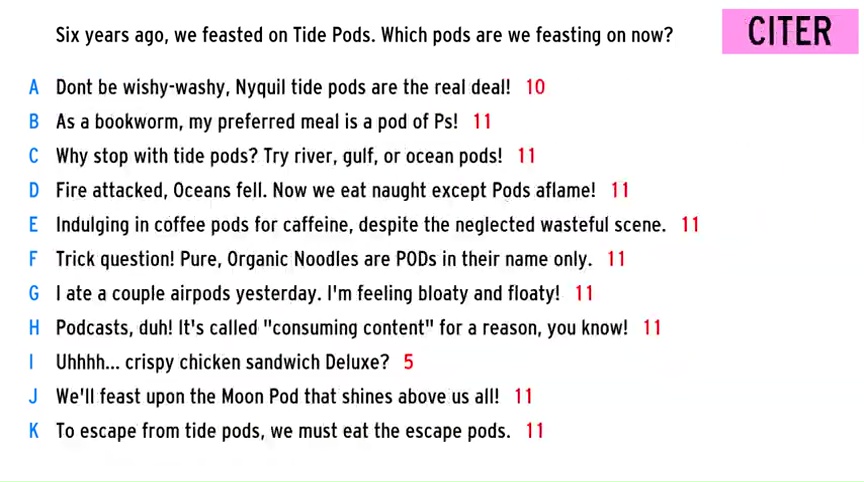 Six years ago, we feasted on Tide Pods. Which pods are we feasting on now?
CITER
A Dont be wishy-washy, Nyquil tide pods are the real deal! 10
B As a bookworm, my preferred meal is a pod of Ps! 11
C Why stop with tide pods? Try river, gulf, or ocean pods! 11
D Fire attacked, Oceans fell. Now we eat naught except Pods aflame! 11
E Indulging in coffee pods for caffeine, despite the neglected wasteful scene. 11
F Trick question! Pure, Organic Noodles are PODs in their name only. 11
G I ate a couple airpods yesterday. I'm feeling bloaty and floaty! 11
H Podcasts, duh! It's called "consuming content" for a reason, you know! 11
I Uhhhh... crispy chicken sandwich Deluxe? 5
J We'll feast upon the Moon Pod that shines above us all! 11
K To escape from tide pods, we must eat the escape pods. 11